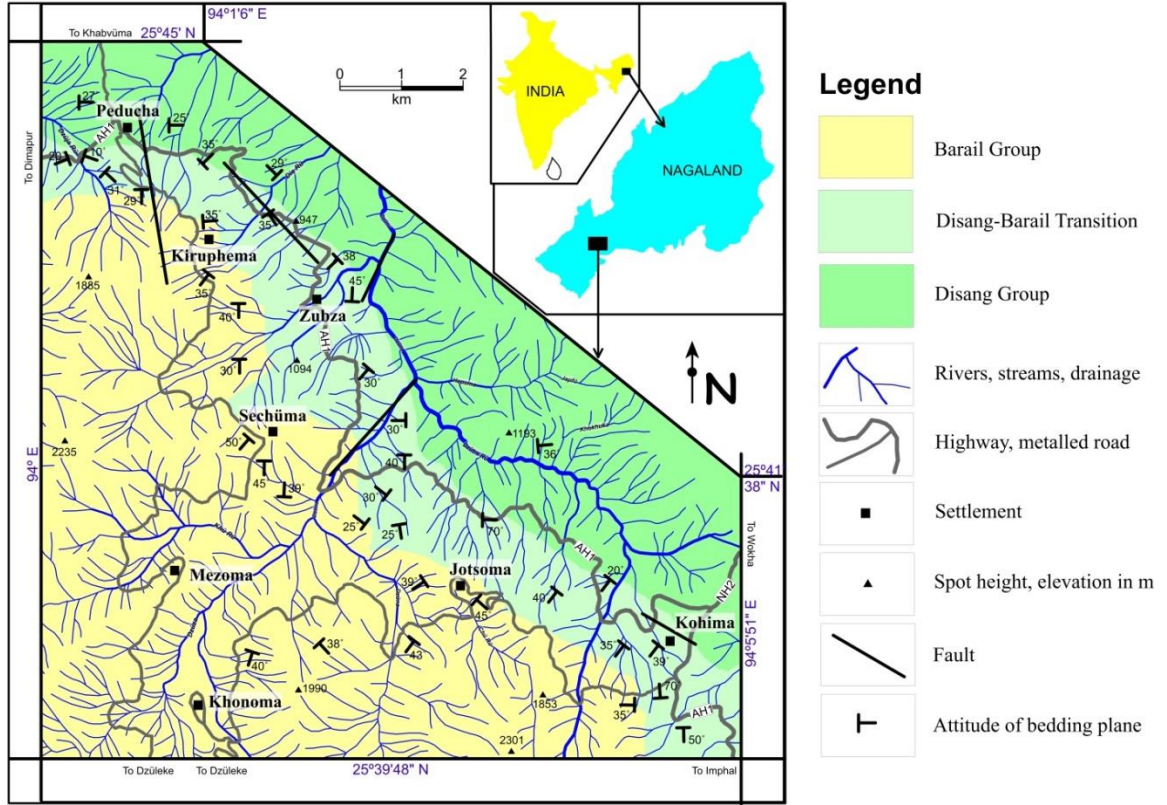 94°1'6" E
25°45' N
To Khabvüma
0 1 2
km
INDIA
NAGALAND
N
To Dimapur
94° E
27°
Peducha
25°
AH1
10°
31°
29°
35°
29°
35°
947
35°
Kiruphema
38°
1885
35°
45°
40°
Zubza
AH1
30°
1094
30°
Sechüma
50°
30°
1193
36°
2235
40°
45
39°
30°
25°
25°
70°
25°41
38" N
To Wokha
AH1
Mezoma
39°
Jotsoma
20°
40°
45°
NH2
Kohima
94°5'51" E
38°
43
35°
39°
40°
1990
70°
Khonoma
1853
35°
AH1
50°
2301
To Dzüleke
To Dzüleke
25°39'48" N
To Imphal
Legend
Barail Group
Disang-Barail Transition
Disang Group
Rivers, streams, drainage
Highway, metalled road
Settlement
Spot height, elevation in m
Fault
Attitude of bedding plane